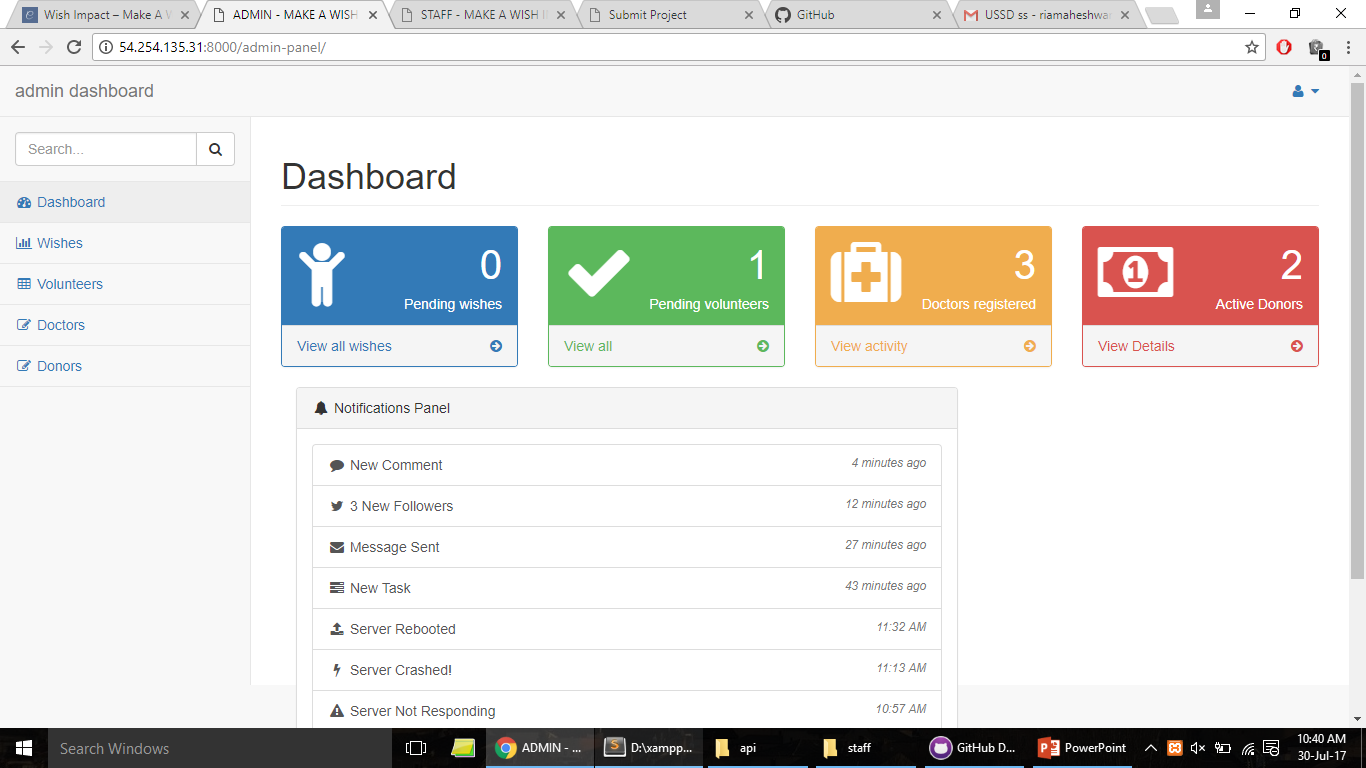 Wish Impact – Make A W
ADMIN - MAKE A WISH
STAFF - MAKE A WISH I
Submit Project
GitHub
USSD ss - riamaheshwa
54.254.135.31:8000/admin-panel/
0
admin dashboard
Search...
Dashboard
Wishes
Volunteers
Doctors
Donors
Dashboard
0
Pending wishes
View all wishes
1
Pending volunteers
View all
3
Doctors registered
View activity
1
2
Active Donors
View Details
Notifications Panel
New Comment 4 minutes ago
3 New Followers 12 minutes ago
Message Sent 27 minutes ago
New Task 43 minutes ago
Server Rebooted 11:32 AM
Server Crashed! 11:13 AM
Server Not Responding 10:57 AM
Search Windows
ADMIN - ...
D:\xampp...
api
staff
GitHub D...
PowerPoint
10:40 AM
30-Jul-17